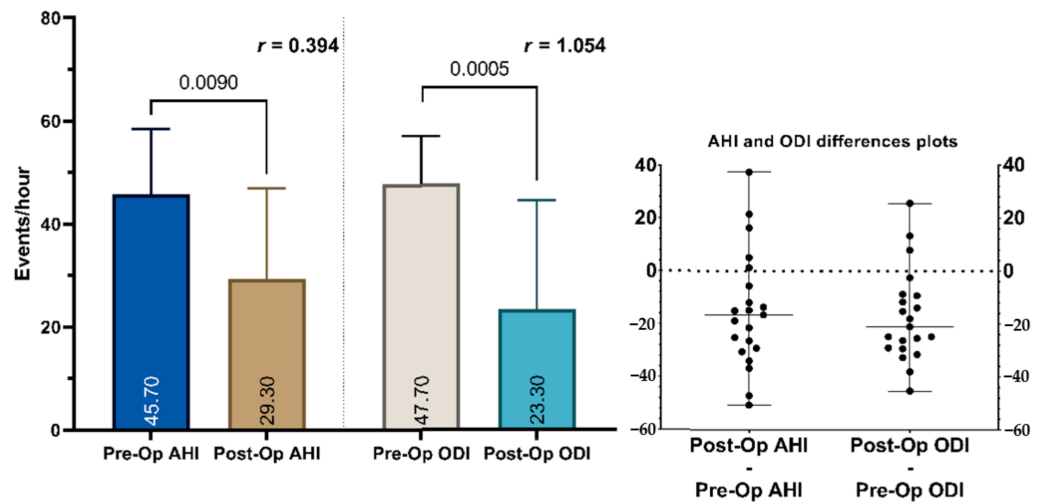 80
60
40
20
0
Events/hour
r = 0.394
r = 1.054
0.0090
0.0005
45.70
29.30
47.70
23.30
Pre-Op AHI
Post-Op AHI
Pre-Op ODI
Post-Op ODI
AHI and ODI differences plots
40
20
0
−20
−40
−60
40
20
0
−20
−40
−60
Post-Op AHI
-
Pre-Op AHI
Post-Op ODI
-
Pre-Op ODI